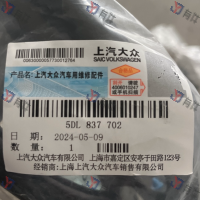 上汽大众
SAIC VOLKSWAGEN
产品名称: 上汽大众汽车用维修配件
5DL 837 702
日期: 2024-05-09
数量: 1
上汽大众汽车有限公司 上海市嘉定区安亭于田路123号
经销商:上海上汽大众汽车销售有限公司